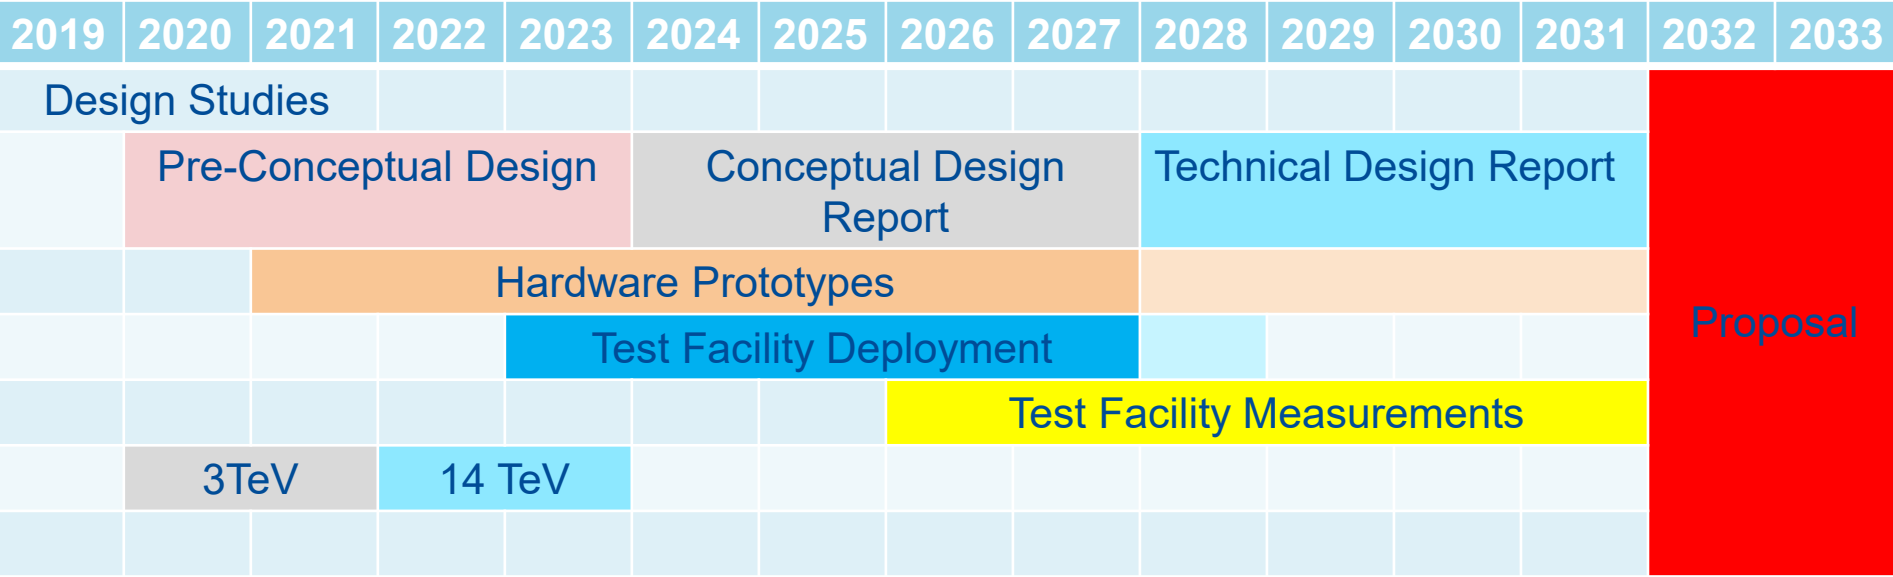 2019 2020 2021 2022 2023 2024 2025 2026 2027 2028 2029 2030 2031 2032 2033
Design Studies
Pre-Conceptual Design
Conceptual Design
Report
Technical Design Report
Hardware Prototypes
Proposal
Test Facility Deployment
Test Facility Measurements
3TeV
14 TeV